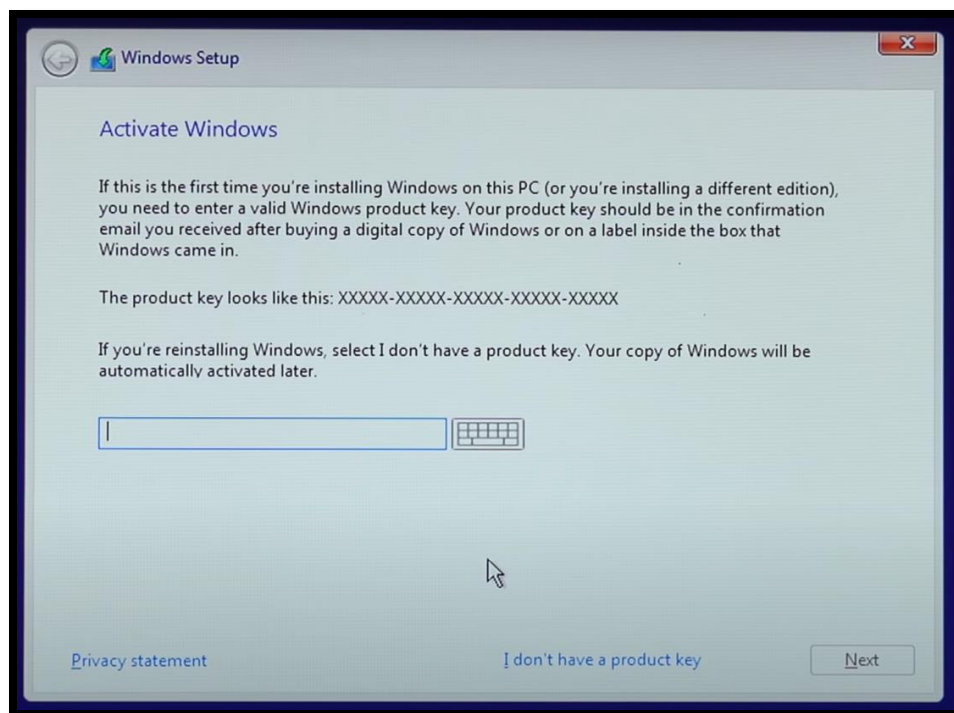 Windows Setup
Activate Windows
If this is the first time you're installing Windows on this PC (or you're installing a different edition),
you need to enter a valid Windows product key. Your product key should be in the confirmation
email you received after buying a digital copy of Windows or on a label inside the box that
Windows came in.
The product key looks like this: XXXXX-XXXXX-XXXXX-XXXXX-XXXXX
If you're reinstalling Windows, select I don't have a product key. Your copy of Windows will be
automatically activated later.
Privacy statement
I don't have a product key
Next